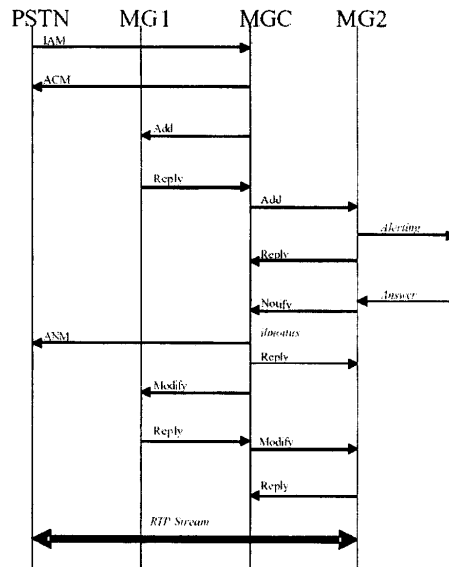 PSTN MG1 MGC MG2
IAM
ACM
Add
Reply
Add
Alerting
Reply
Answer
Notify
ANM
Reply
Modify
Reply
Modify
Reply
RTP Stream